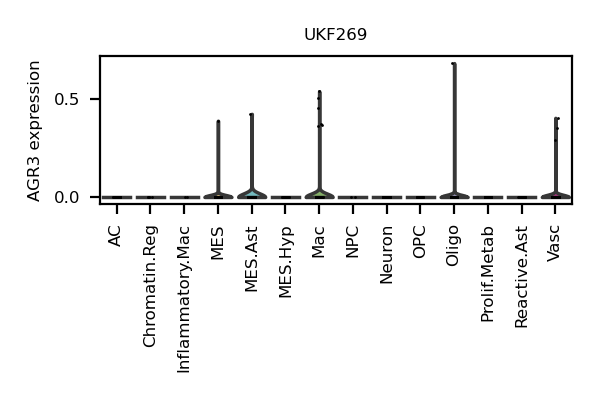 UKF269
AGR3 expression
0.5
0.0
AC
Chromatin.Reg
Inflammatory.Mac
MES
MES.Ast
MES.Hyp
Mac
NPC
Neuron
OPC
Oligo
Prolif.Metab
Reactive.Ast
Vasc